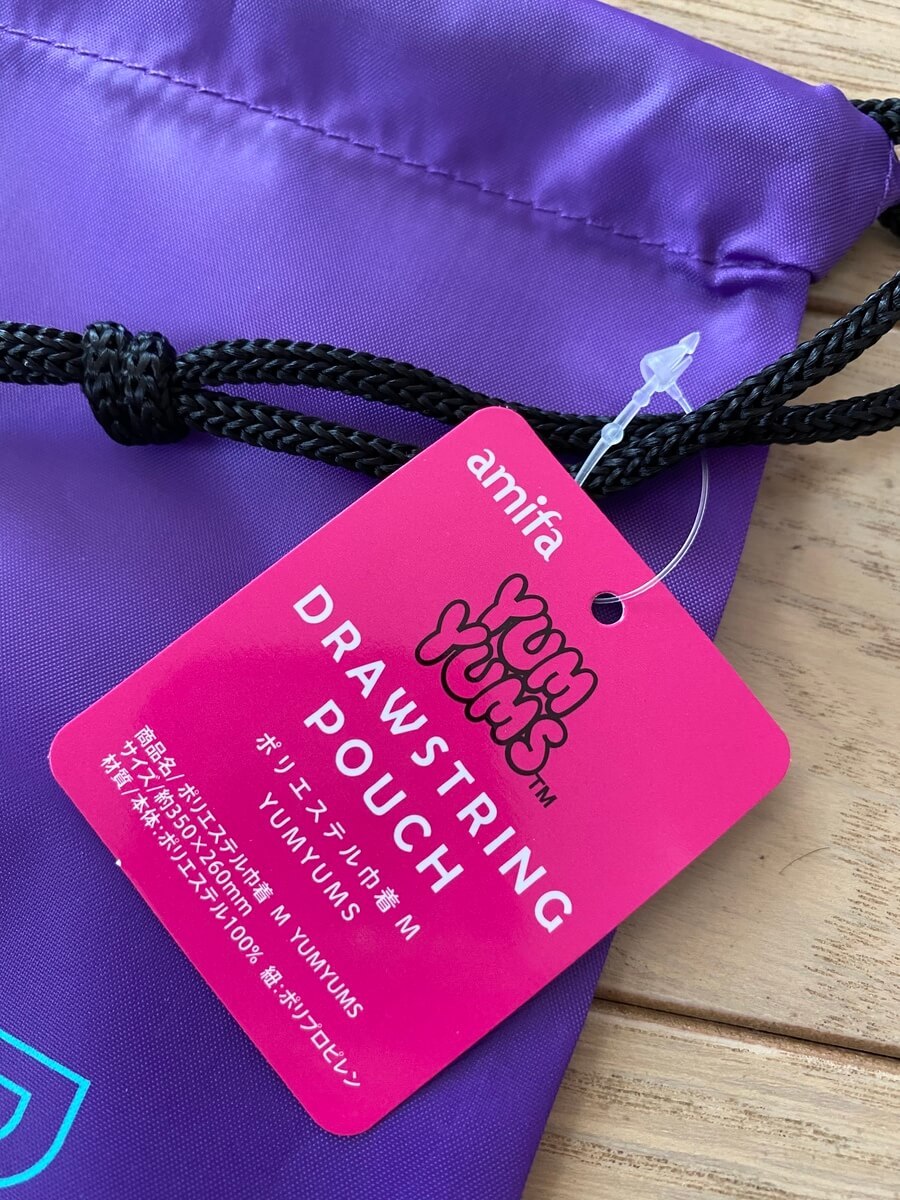 amifa
YUM
YUMS™
DRAWSTRING
POUCH
ポリエステル巾着 M
YUMYUMS
商品名/ポリエステル巾着 M YUMYUMS
サイズ/約350×260mm
材質/本体:ポリエステル100% 紐:ポリプロピレン